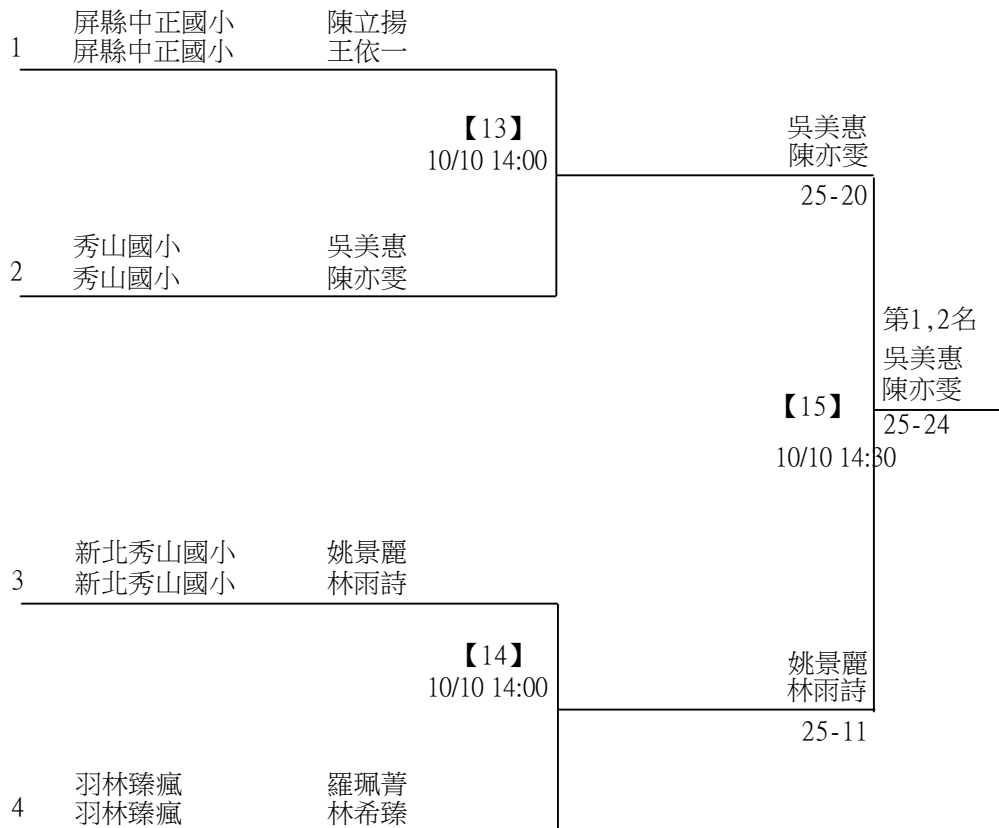 屏縣中正國小 陳立揚
1 屏縣中正國小 王依一
【13】
10/10 14:00
吳美惠
陳亦雯
25-20
秀山國小 吳美惠
2 秀山國小 陳亦雯
第1,2名
吳美惠
陳亦雯
【15】
25-24
10/10 14:30
新北秀山國小 姚景麗
3 新北秀山國小 林雨詩
【14】
10/10 14:00
姚景麗
林雨詩
25-11
羽林臻瘋 羅珮菁
4 羽林臻瘋 林希臻